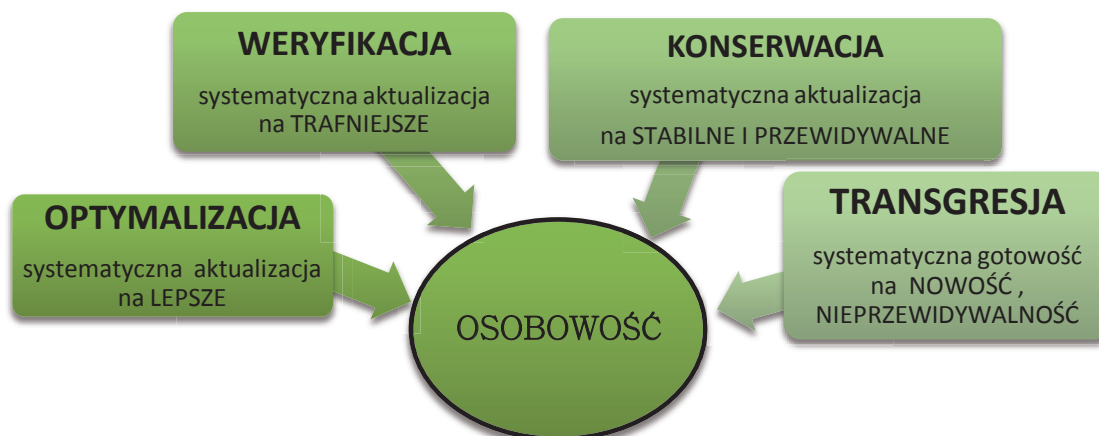 WERYFIKACJA
systematyczna aktualizacja
na TRAFNIEJSZE
KONSERWACJA
systematyczna aktualizacja
na STABILNE I PRZEWIDYWALNE
OPTYMALIZACJA
systematyczna aktualizacja
na LEPSZE
TRANSGRESJA
systematyczna gotowość
na NOWOŚĆ ,
NIEPRZEWIDYWALNOŚĆ
OSOBOWOŚĆ